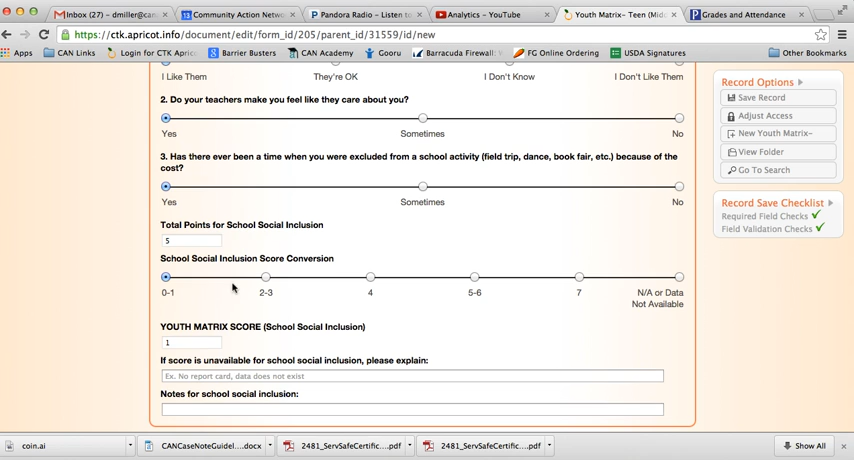 Inbox (27) - dmiller@can
Community Action Netw
Pandora Radio - Listen to
Analytics - YouTube
Youth Matrix- Teen (Midd
Grades and Attendance
https://ctk.apricot.info/document/edit/form_id/205/parent_id/31559/id/new
Apps
CAN Links
Login for CTK Aprico
Barrier Busters
CAN Academy
Gooru
Barracuda Firewall:
FG Online Ordering
USDA Signatures
Other Bookmarks
I Like Them
They're OK
I Don't Know
I Don't Like Them
2. Do your teachers make you feel like they care about you?
Yes
Sometimes
No
3. Has there ever been a time when you were excluded from a school activity (field trip, dance, book fair, etc.) because of the
cost?
Yes
Sometimes
No
Total Points for School Social Inclusion
5
School Social Inclusion Score Conversion
0-1
2-3
4
5-6
7
N/A or Data
Not Available
YOUTH MATRIX SCORE (School Social Inclusion)
1
If score is unavailable for school social inclusion, please explain:
Ex. No report card, data does not exist
Notes for school social inclusion:
Record Options
Save Record
Adjust Access
New Youth Matrix-
View Folder
Go To Search
Record Save Checklist
Required Field Checks
Field Validation Checks
coin.ai
CANCaseNoteGuidel....docx
2481_ServSafeCertific....pdf
2481_ServSafeCertific....pdf
Show All